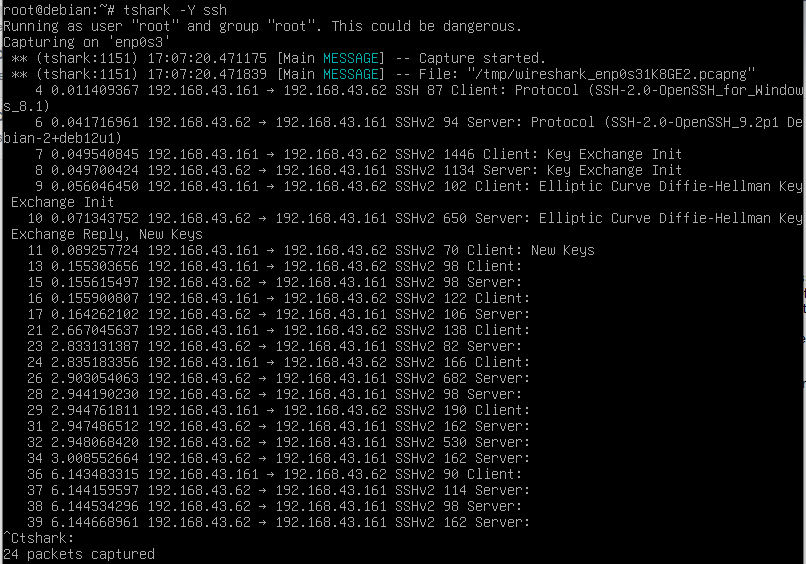 root@debian:~# tshark -Y ssh
Running as user "root" and group "root". This could be dangerous.
Capturing on 'enp0s3'
 ** (tshark:1151) 17:07:20.471175 [Main MESSAGE] -- Capture started.
 ** (tshark:1151) 17:07:20.471839 [Main MESSAGE] -- File: "/tmp/wireshark_enp0s31K8GE2.pcapng"
    4 0.011409367 192.168.43.161 → 192.168.43.62 SSH 87 Client: Protocol (SSH-2.0-OpenSSH_for_Window
s_8.1)
    6 0.041716961 192.168.43.62 → 192.168.43.161 SSHv2 94 Server: Protocol (SSH-2.0-OpenSSH_9.2p1 De
bian-2+deb12u1)
    7 0.049540845 192.168.43.161 → 192.168.43.62 SSHv2 1446 Client: Key Exchange Init
    8 0.049700424 192.168.43.62 → 192.168.43.161 SSHv2 1134 Server: Key Exchange Init
    9 0.056046450 192.168.43.161 → 192.168.43.62 SSHv2 102 Client: Elliptic Curve Diffie-Hellman Key
 Exchange Init
   10 0.071343752 192.168.43.62 → 192.168.43.161 SSHv2 650 Server: Elliptic Curve Diffie-Hellman Key
 Exchange Reply, New Keys
   11 0.089257724 192.168.43.161 → 192.168.43.62 SSHv2 70 Client: New Keys
   13 0.155303656 192.168.43.161 → 192.168.43.62 SSHv2 98 Client:
   15 0.155615497 192.168.43.62 → 192.168.43.161 SSHv2 98 Server:
   16 0.155900807 192.168.43.161 → 192.168.43.62 SSHv2 122 Client:
   17 0.164262102 192.168.43.62 → 192.168.43.161 SSHv2 106 Server:
   21 2.667045637 192.168.43.161 → 192.168.43.62 SSHv2 138 Client:
   23 2.833131387 192.168.43.62 → 192.168.43.161 SSHv2 82 Server:
   24 2.835183356 192.168.43.161 → 192.168.43.62 SSHv2 166 Client:
   26 2.903054063 192.168.43.62 → 192.168.43.161 SSHv2 682 Server:
   28 2.944190230 192.168.43.62 → 192.168.43.161 SSHv2 98 Server:
   29 2.944761811 192.168.43.161 → 192.168.43.62 SSHv2 190 Client:
   31 2.947486512 192.168.43.62 → 192.168.43.161 SSHv2 162 Server:
   32 2.948068420 192.168.43.62 → 192.168.43.161 SSHv2 530 Server:
   34 3.008552664 192.168.43.62 → 192.168.43.161 SSHv2 162 Server:
   36 6.143483315 192.168.43.161 → 192.168.43.62 SSHv2 90 Client:
   37 6.144159597 192.168.43.62 → 192.168.43.161 SSHv2 114 Server:
   38 6.144534296 192.168.43.62 → 192.168.43.161 SSHv2 98 Server:
   39 6.144668961 192.168.43.62 → 192.168.43.161 SSHv2 162 Server:
^Ctshark:
24 packets captured